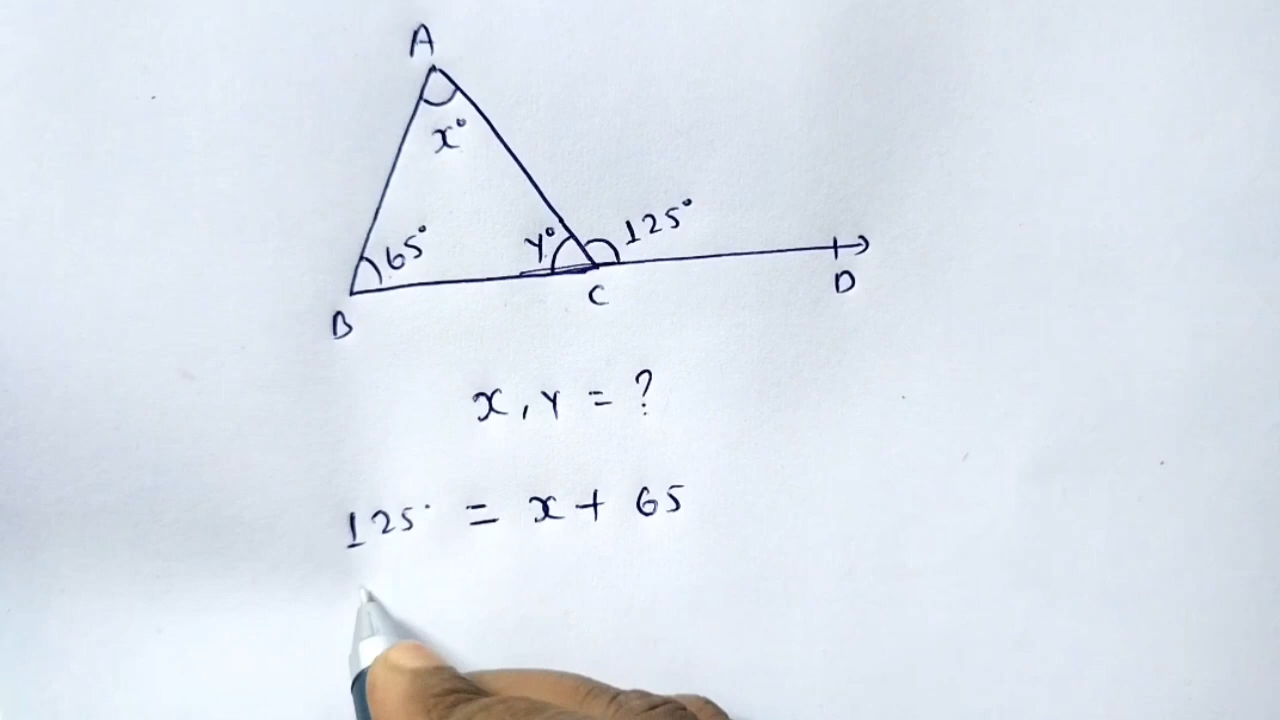 A
x°
65°
Y°
125°
B
C
D
x, Y = ?
125° = x + 65